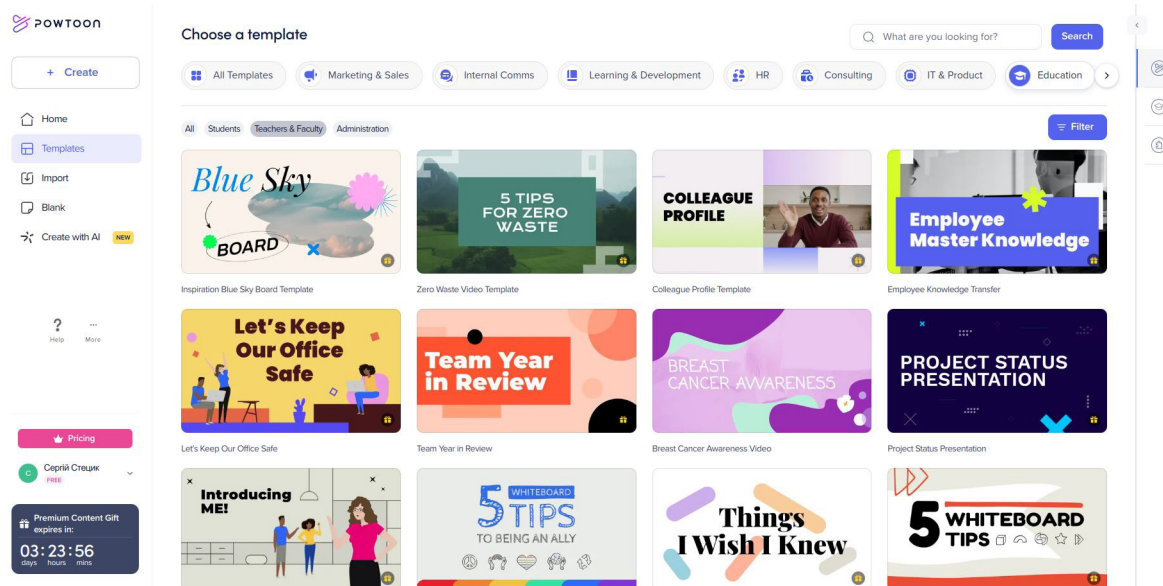 POWTOON
+ Create
Home
Templates
Import
Blank
Create with AI NEW
?
Help
...
More
Pricing
C
Сергій Стецик
FREE
Premium Content Gift
expires in:
03:23:56
days hours mins
Choose a template
What are you looking for?
Search
All Templates
Marketing & Sales
Internal Comms
Learning & Development
HR
Consulting
IT & Product
Education
All
Students
Teachers & Faculty
Administration
Filter
Blue Sky
BOARD
5 TIPS
FOR ZERO
WASTE
COLLEAGUE
PROFILE
Employee
Master Knowledge
Inspiration Blue Sky Board Template
Zero Waste Video Template
Colleague Profile Template
Employee Knowledge Transfer
Let's Keep
Our Office
Safe
Team Year
in Review
BREAST
CANCER AWARENESS
PROJECT STATUS
PRESENTATION
Let's Keep Our Office Safe
Team Year in Review
Breast Cancer Awareness Video
Project Status Presentation
Introducing
ME!
5 WHITEBOARD
TIPS
TO BEING AN ALLY
Things
I Wish I Knew
5 WHITEBOARD
TIPS